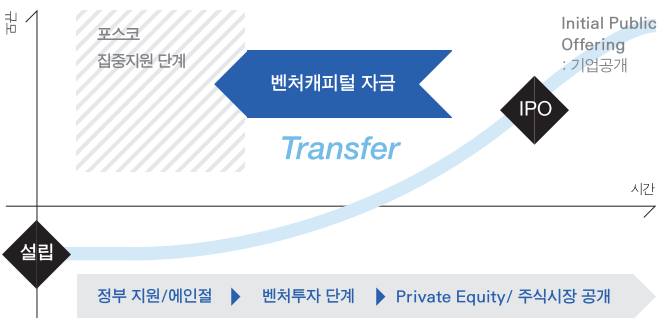 규모
포스코
집중지원 단계
벤처캐피털 자금
Transfer
Initial Public
Offering
: 기업공개
IPO
시간
설립
정부 지원/에인절
벤처투자 단계
Private Equity/ 주식시장 공개